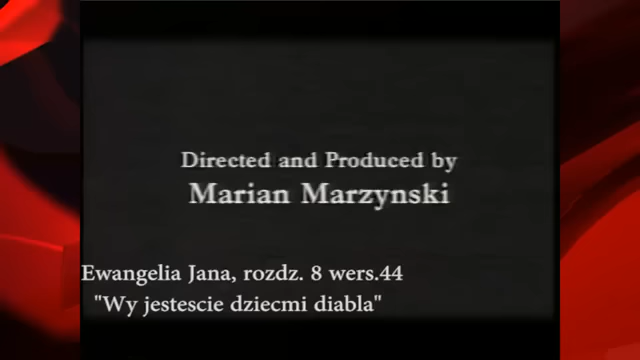 Directed and Produced by
Marian Marzynski
Ewangelia Jana, rozdz. 8 wers.44
"Wy jestescie dziecmi diabla"